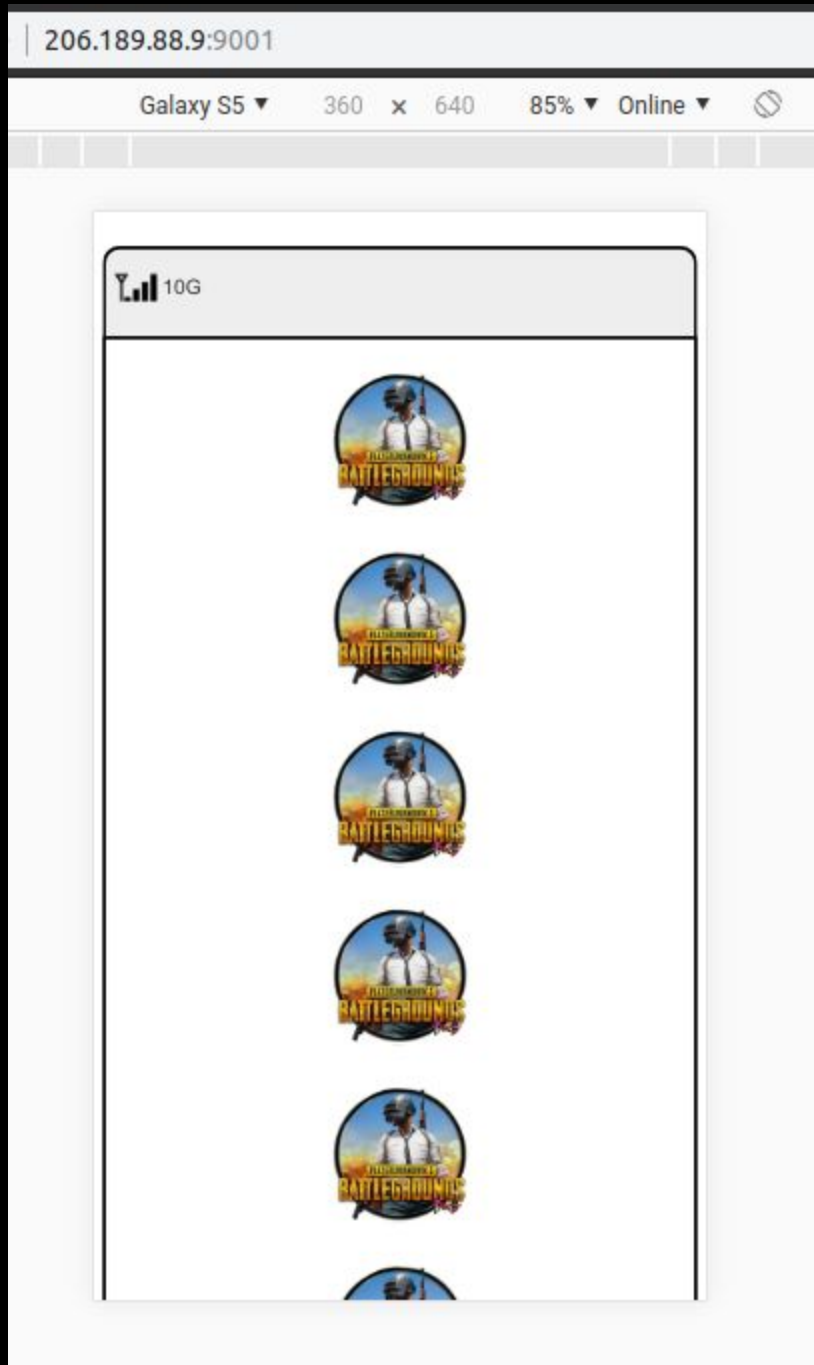 206.189.88.9:9001
Galaxy S5 ▼ 360 × 640 85% ▼ Online ▼
10G
BATTLEGROUNDS
BATTLEGROUNDS
BATTLEGROUNDS
BATTLEGROUNDS
BATTLEGROUNDS